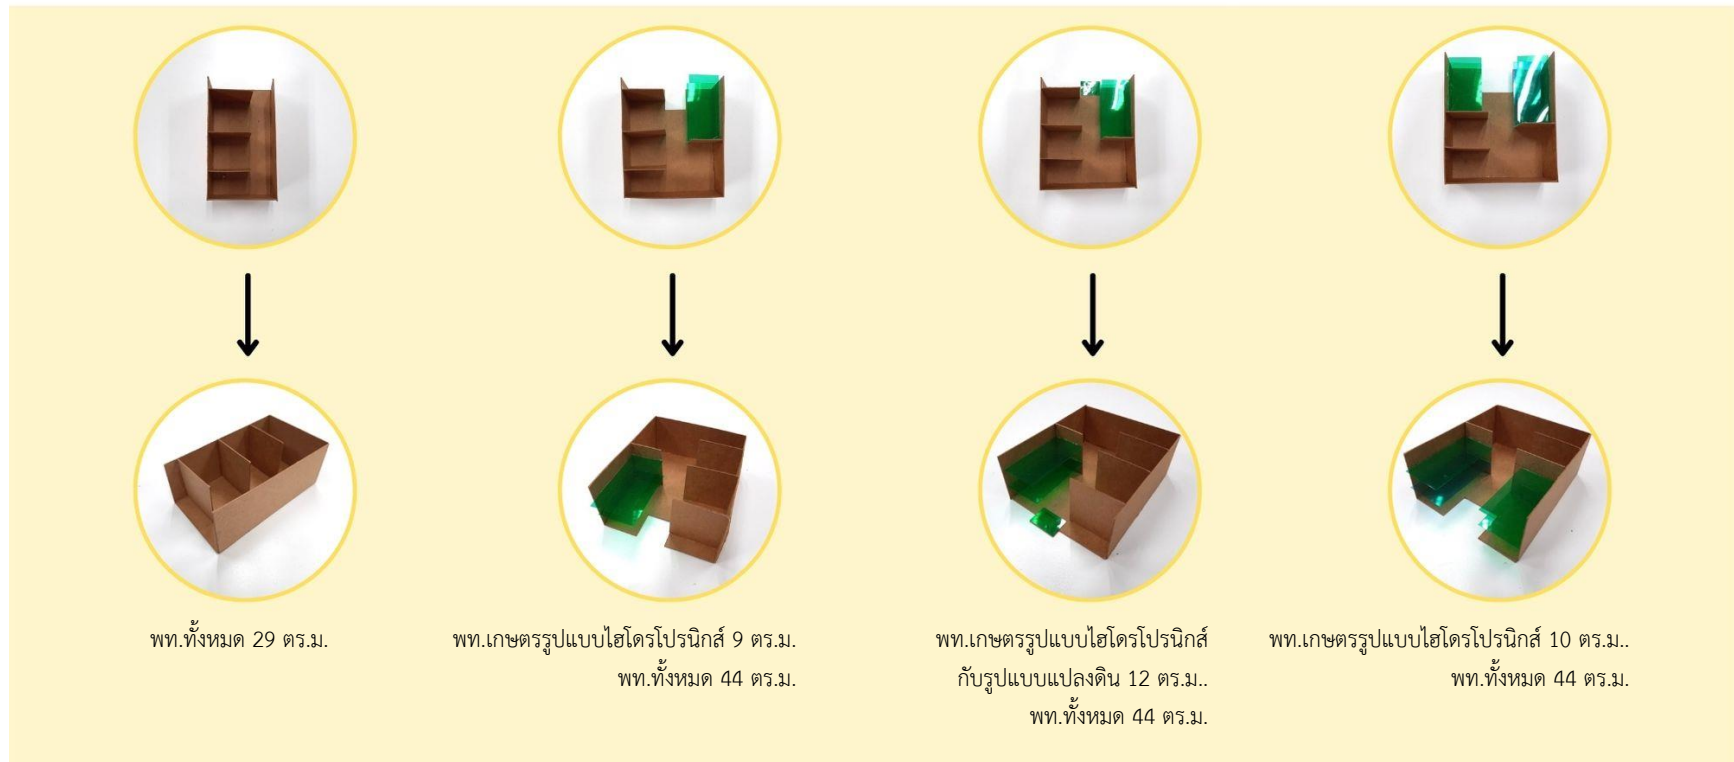 พท.ทั้งหมด 29 ตร.ม.
พท.เกษตรรูปแบบไฮโดรโปรนิกส์ 9 ตร.ม.
พท.ทั้งหมด 44 ตร.ม.
พท.เกษตรรูปแบบไฮโดรโปรนิกส์
กับรูปแบบแปลงดิน 12 ตร.ม..
พท.ทั้งหมด 44 ตร.ม.
พท.เกษตรรูปแบบไฮโดรโปรนิกส์ 10 ตร.ม..
พท.ทั้งหมด 44 ตร.ม.